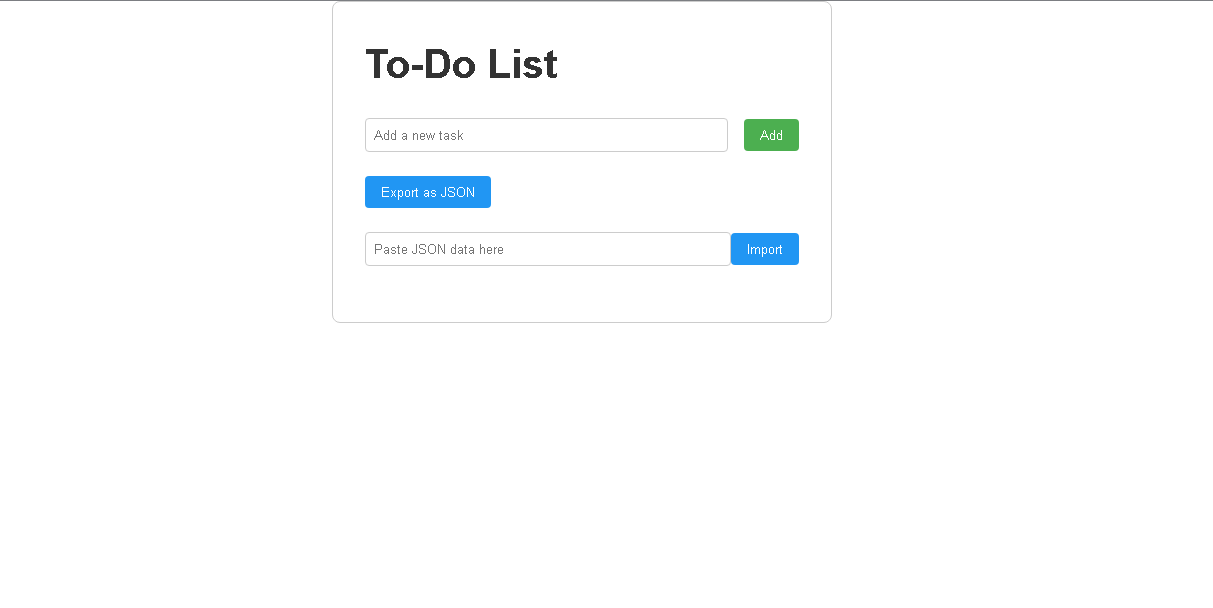 To-Do List
Add a new task
Add
Export as JSON
Paste JSON data here
Import